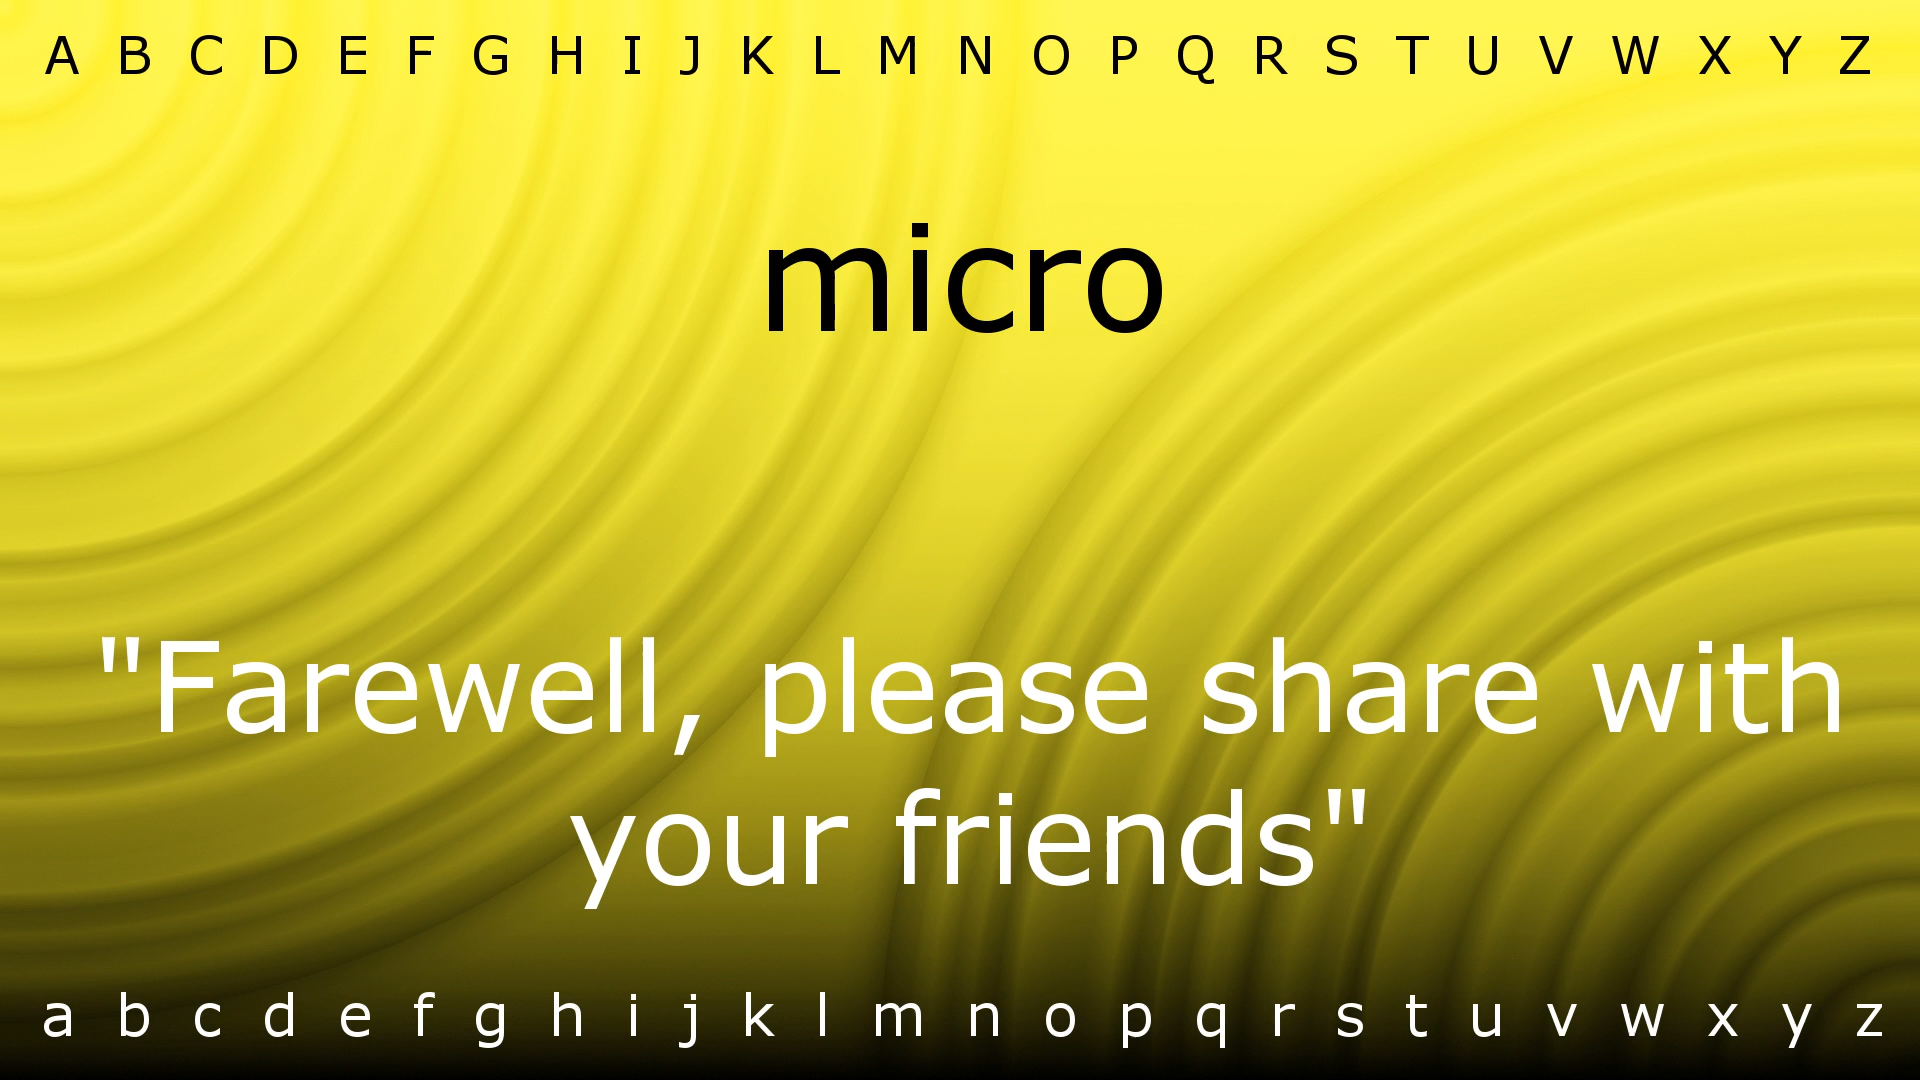 A B C D E F G H I J K L M N O P Q R S T U V W X Y Z
micro
"Farewell, please share with
your friends"
a b c d e f g h i j k l m n o p q r s t u v w x y z